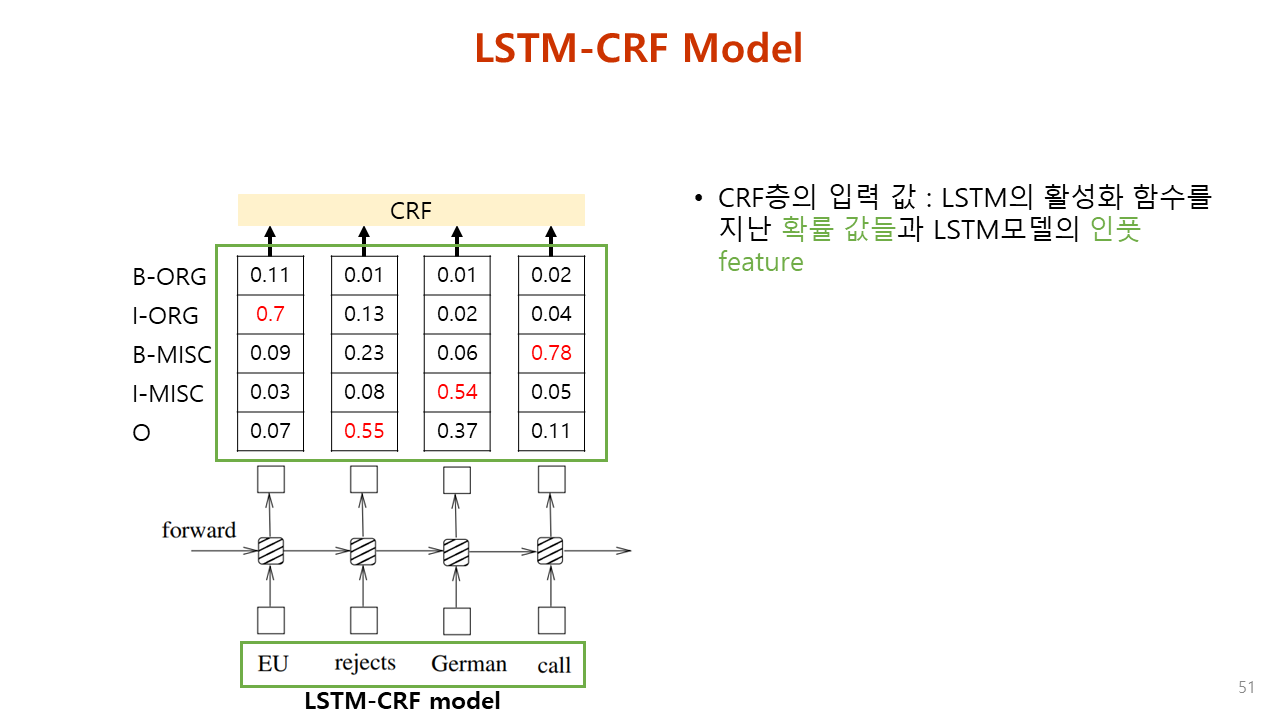 LSTM-CRF Model
CRF
B-ORG 0.11 0.01 0.01 0.02
I-ORG 0.7 0.13 0.02 0.04
B-MISC 0.09 0.23 0.06 0.78
I-MISC 0.03 0.08 0.54 0.05
O 0.07 0.55 0.37 0.11
forward
EU rejects German call
LSTM-CRF model
• CRF층의 입력 값 : LSTM의 활성화 함수를
지난 확률 값들과 LSTM모델의 인풋
feature
51